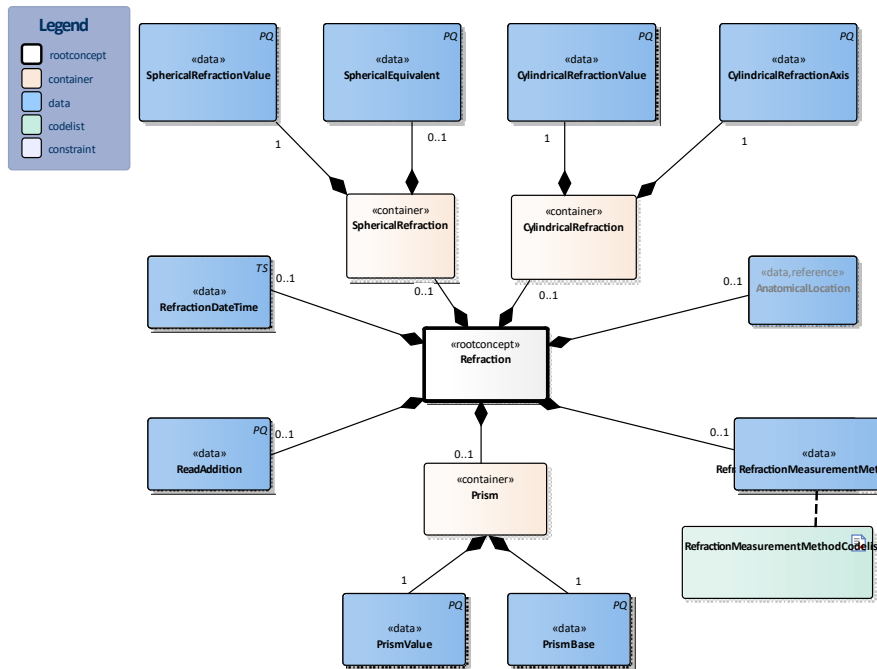 Legend
rootconcept
container
data
codelist
constraint
PQ
«data»
SphericalRefractionValue
PQ
«data»
SphericalEquivalent
PQ
«data»
CylindricalRefractionValue
PQ
«data»
CylindricalRefractionAxis
1
0..1
1
1
«container»
SphericalRefraction
«container»
CylindricalRefraction
TS
«data»
RefractionDateTime
0..1
0..1
0..1
0..1
«data,reference»
AnatomicalLocation
«rootconcept»
Refraction
PQ
«data»
ReadAddition
0..1
0..1
0..1
«data»
RefractionMeasurementMet
«container»
Prism
RefractionMeasurementMethodCodelis
1
1
PQ
«data»
PrismValue
PQ
«data»
PrismBase